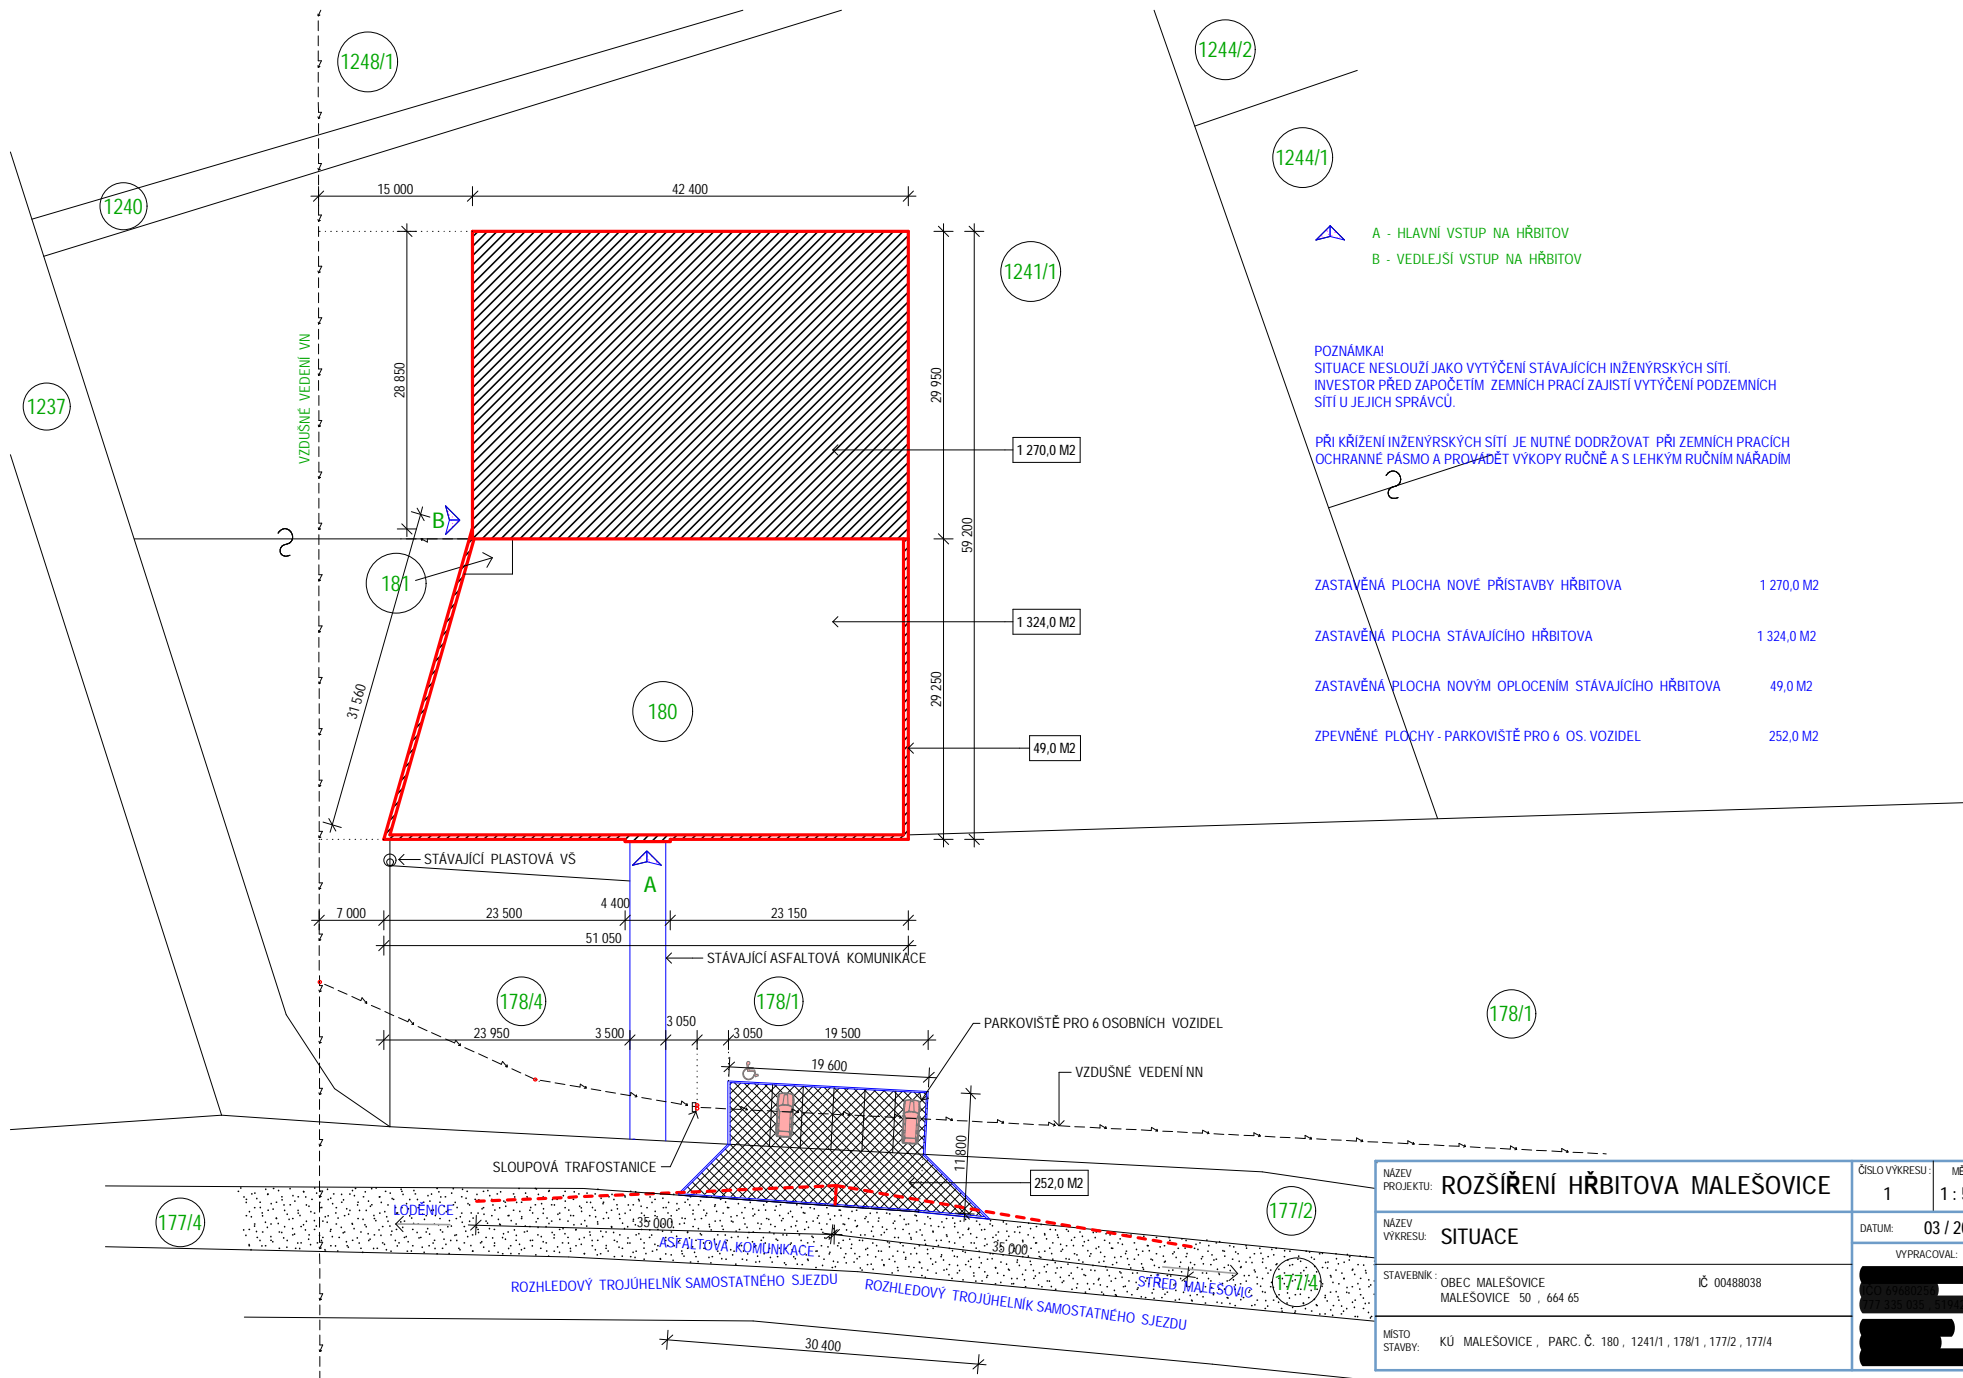 1248/1
1244/2
1244/1
1240
15 000
42 400
1241/1
A - HLAVNÍ VSTUP NA HŘBITOV
B - VEDLEJŠÍ VSTUP NA HŘBITOV
VZDUŠNÉ VEDENÍ VN
28 850
29 950
59 200
1237
POZNÁMKA!
SITUACE NESLOUŽÍ JAKO VYTÝČENÍ STÁVAJÍCÍCH INŽENÝRSKÝCH SÍTÍ.
INVESTOR PŘED ZAPOČETÍM ZEMNÍCH PRACÍ ZAJISTÍ VYTÝČENÍ PODZEMNÍCH
SÍTÍ U JEJICH SPRÁVCŮ.
PŘI KŘÍŽENÍ INŽENÝRSKÝCH SÍTÍ JE NUTNÉ DODRŽOVAT PŘI ZEMNÍCH PRACÍCH
OCHRANNÉ PÁSMO A PROVÁDĚT VÝKOPY RUČNĚ A S LEHKÝM RUČNÍM NÁŘADÍM
1 270,0 M2
B
181
1 324,0 M2
31 560
180
29 250
49,0 M2
ZASTAVĚNÁ PLOCHA NOVÉ PŘÍSTAVBY HŘBITOVA 1 270,0 M2
ZASTAVĚNÁ PLOCHA STÁVAJÍCÍHO HŘBITOVA 1 324,0 M2
ZASTAVĚNÁ PLOCHA NOVÝM OPLOCENÍM STÁVAJÍCÍHO HŘBITOVA 49,0 M2
ZPEVNĚNÉ PLOCHY - PARKOVIŠTĚ PRO 6 OS. VOZIDEL 252,0 M2
STÁVAJÍCÍ PLASTOVÁ VŠ
A
7 000
23 500
4 400
23 150
51 050
STÁVAJÍCÍ ASFALTOVÁ KOMUNIKACE
178/4
178/1
178/1
23 950
3 500
3 050
3 050
19 500
PARKOVIŠTĚ PRO 6 OSOBNÍCH VOZIDEL
19 600
VZDUŠNÉ VEDENÍ NN
11 800
SLOUPOVÁ TRAFOSTANICE
252,0 M2
177/4
LODĚNICE
35 000
ASFALTOVÁ KOMUNIKACE
35 000
STŘED MALEŠOVIC
177/2
177/4
ROZHLEDOVÝ TROJÚHELNÍK SAMOSTATNÉHO SJEZDU
ROZHLEDOVÝ TROJÚHELNÍK SAMOSTATNÉHO SJEZDU
30 400
NÁZEV
PROJEKTU: ROZŠÍŘENÍ HŘBITOVA MALEŠOVICE
ČÍSLO VÝKRESU:
1
1 :
NÁZEV
VÝKRESU: SITUACE
DATUM: 03 / 20
VYPRACOVAL:
STAVEBNÍK: OBEC MALEŠOVICE IČ 00488038
MALEŠOVICE 50 , 664 65
MÍSTO
STAVBY: KÚ MALEŠOVICE , PARC. Č. 180 , 1241/1 , 178/1 , 177/2 , 177/4